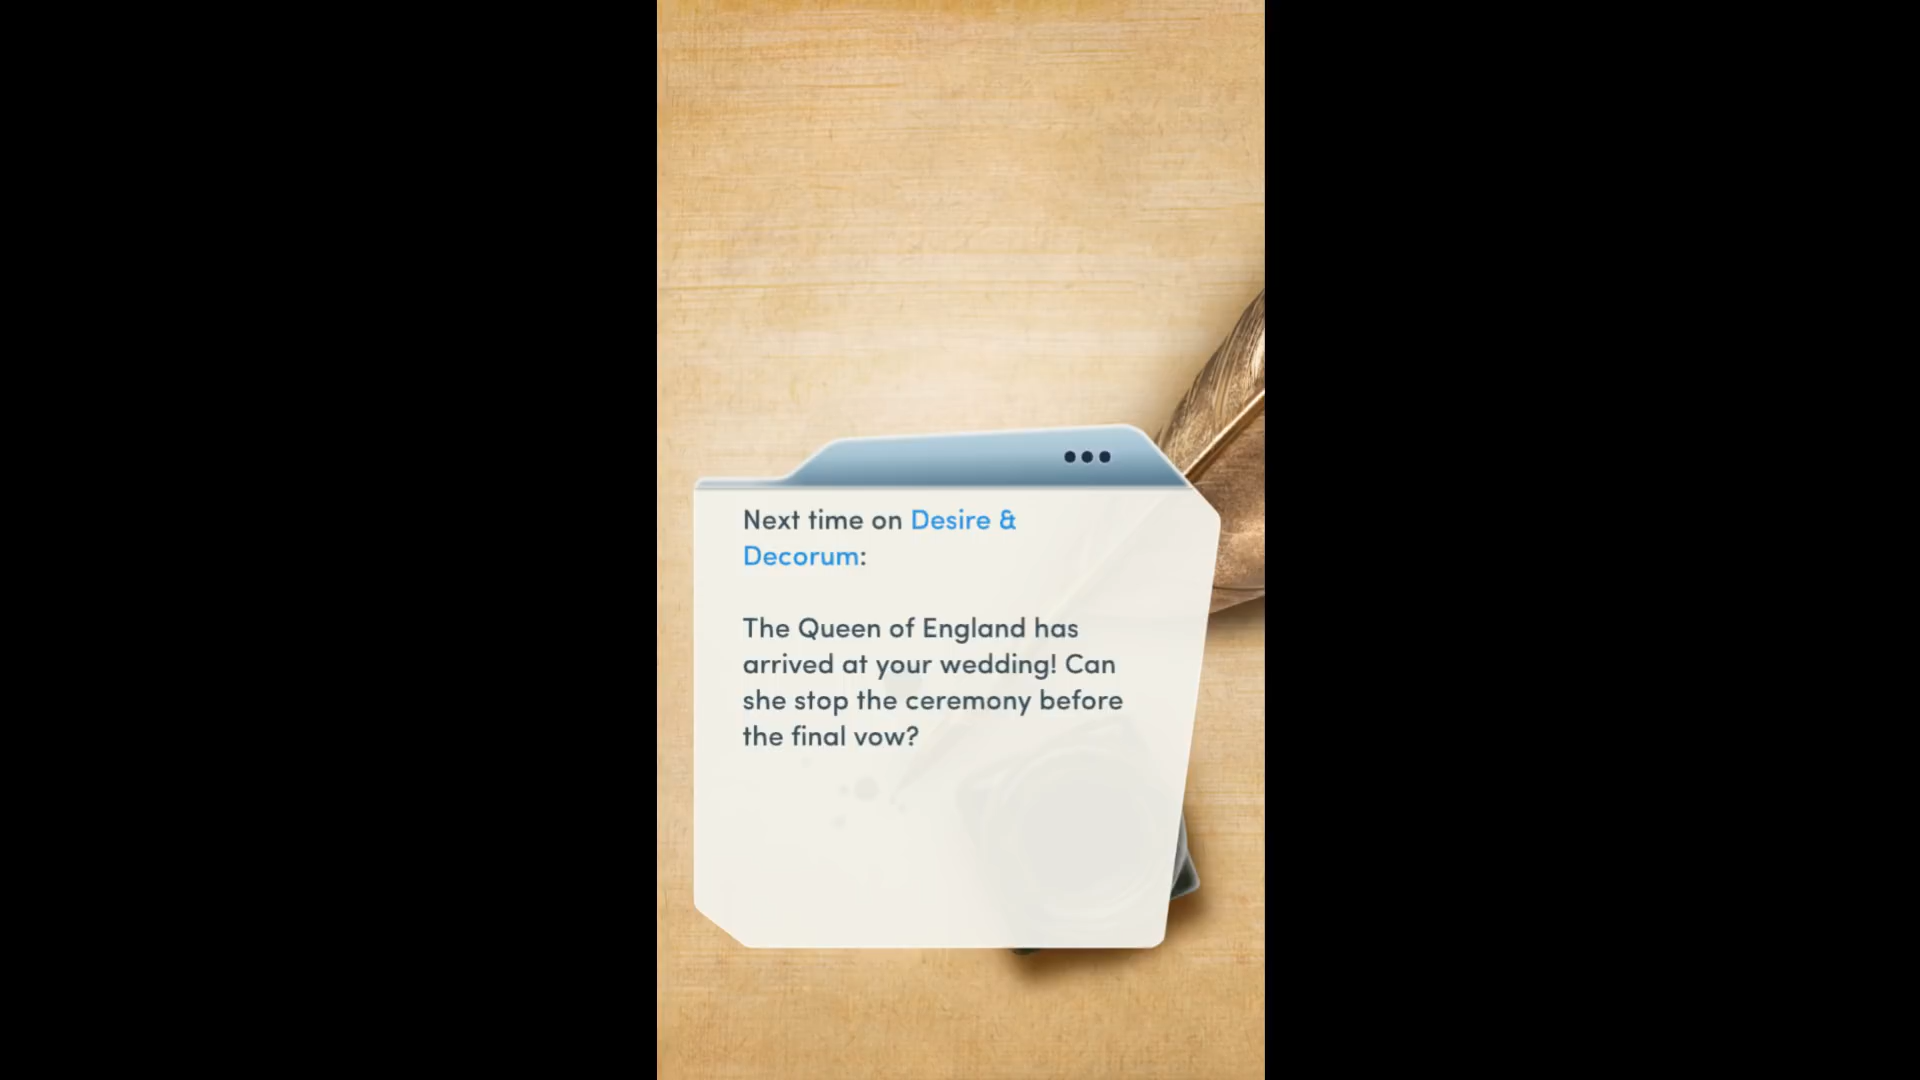 Next time on Desire &
Decorum:
The Queen of England has
arrived at your wedding! Can
she stop the ceremony before
the final vow?